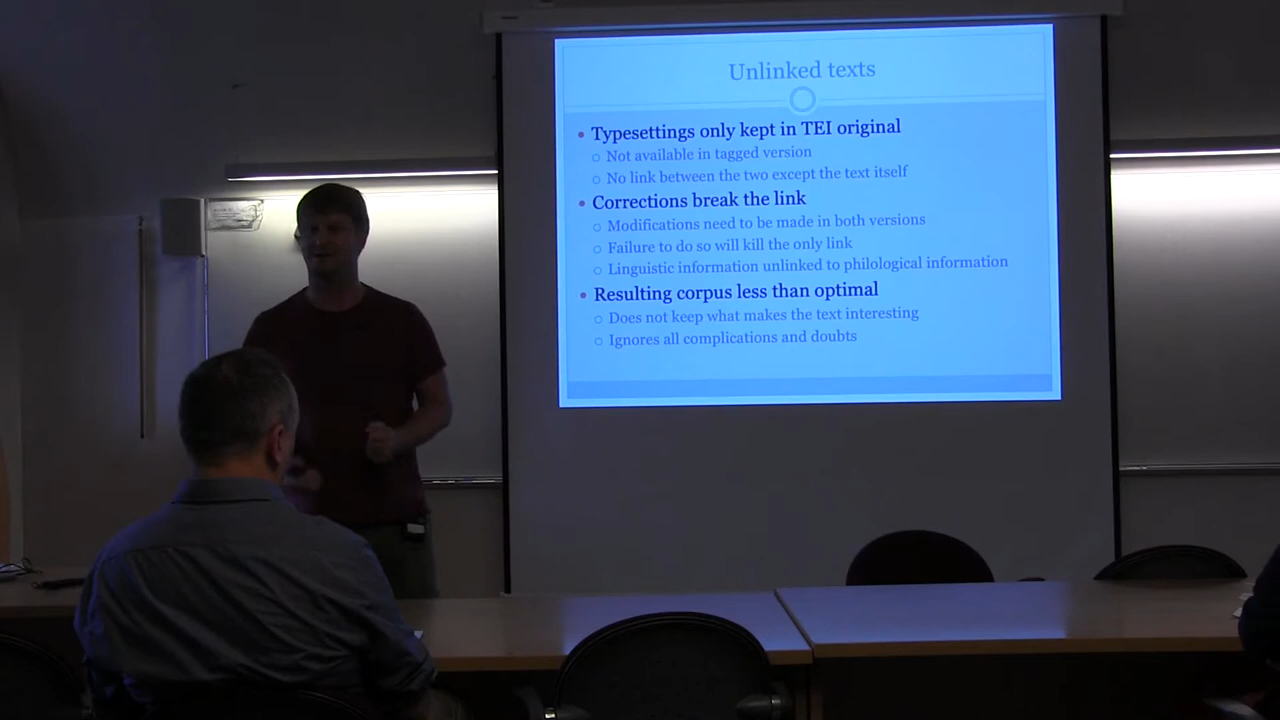 Unlinked texts
• Typesettings only kept in TEI original
○ Not available in tagged version
○ No link between the two except the text itself
• Corrections break the link
○ Modifications need to be made in both versions
○ Failure to do so will kill the only link
○ Linguistic information unlinked to philological information
• Resulting corpus less than optimal
○ Does not keep what makes the text interesting
○ Ignores all complications and doubts